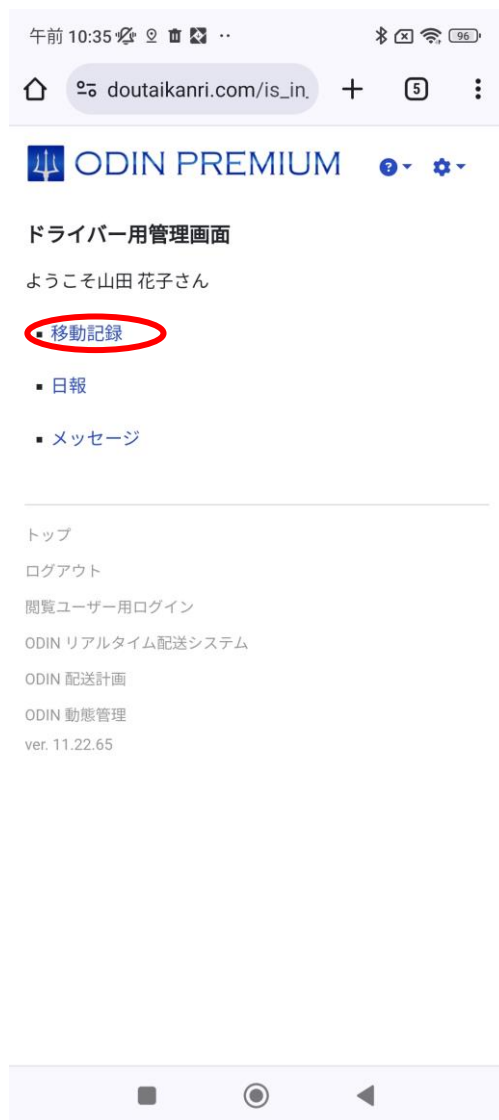 午前 10:35
96
doutaikanri.com/is_in.
5
ODIN PREMIUM
ドライバー用管理画面
ようこそ山田 花子さん
移動記録
日報
メッセージ
トップ
ログアウト
閲覧ユーザー用ログイン
ODIN リアルタイム配送システム
ODIN 配送計画
ODIN 動態管理
ver. 11.22.65